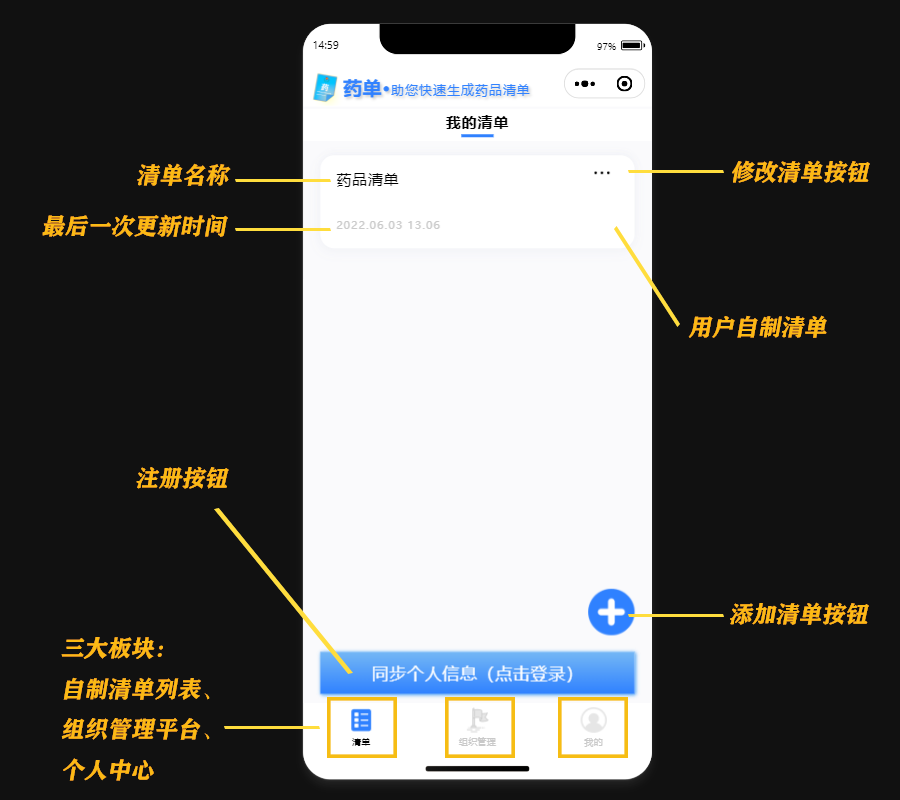 14:59
97%
药单•助您快速生成药品清单
我的清单
清单名称
药品清单
修改清单按钮
最后一次更新时间
2022.06.03 13.06
用户自制清单
注册按钮
添加清单按钮
三大板块：
自制清单列表、
组织管理平台、
个人中心
同步个人信息（点击登录）
清单
组织管理
我的